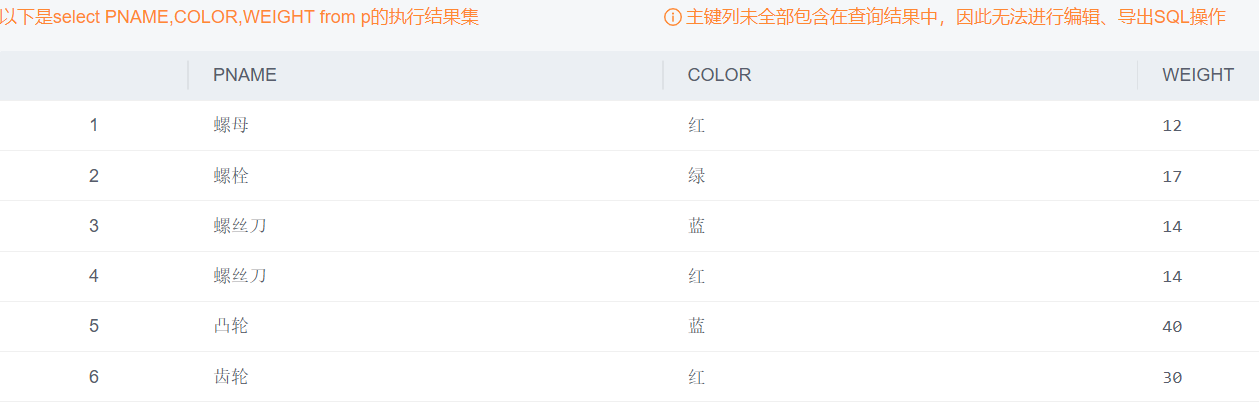 以下是select PNAME,COLOR,WEIGHT from p的执行结果集 主键列未全部包含在查询结果中，因此无法进行编辑、导出SQL操作
PNAME COLOR WEIGHT
1 螺母 红 12
2 螺栓 绿 17
3 螺丝刀 蓝 14
4 螺丝刀 红 14
5 凸轮 蓝 40
6 齿轮 红 30